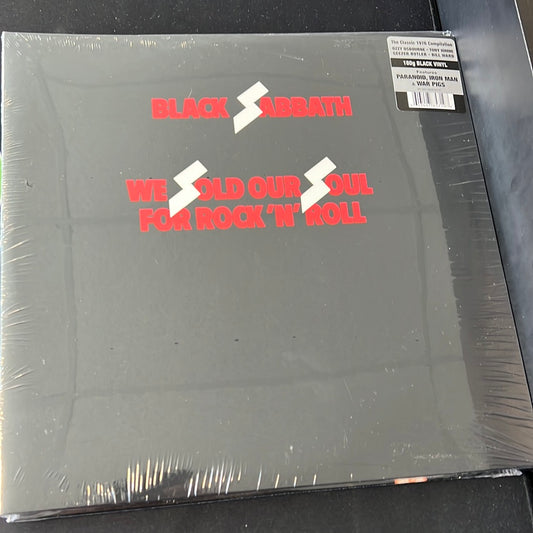 The Classic 1976 Compilation
OZZY OSBOURNE • TONY IOMMI
GEEZER BUTLER • BILL WARD
180g BLACK VINYL
Features
PARANOID, IRON MAN
& WAR PIGS
BLACK SABBATH
WE SOLD OUR SOUL
FOR ROCK 'N' ROLL